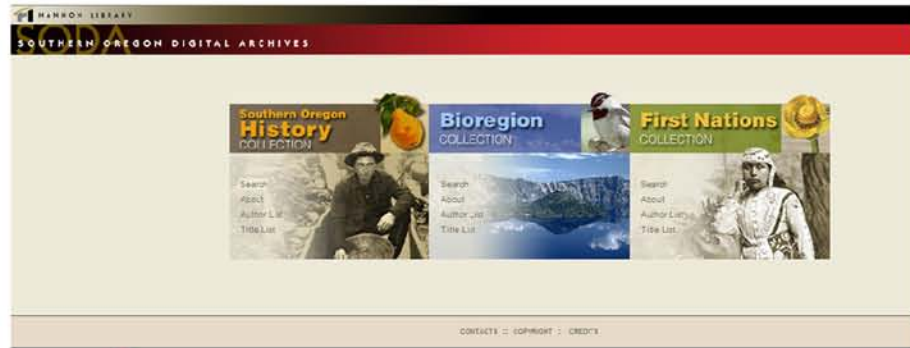 HANNON LIBRARY
SODA
SOUTHERN OREGON DIGITAL ARCHIVES
Southern Oregon
History
COLLECTION
Search
About
Author List
Title List
Bioregion
COLLECTION
Search
About
Author List
Title List
First Nations
COLLECTION
Search
About
Author List
Title List
CONTACTS :: COPYRIGHT :: CREDITS